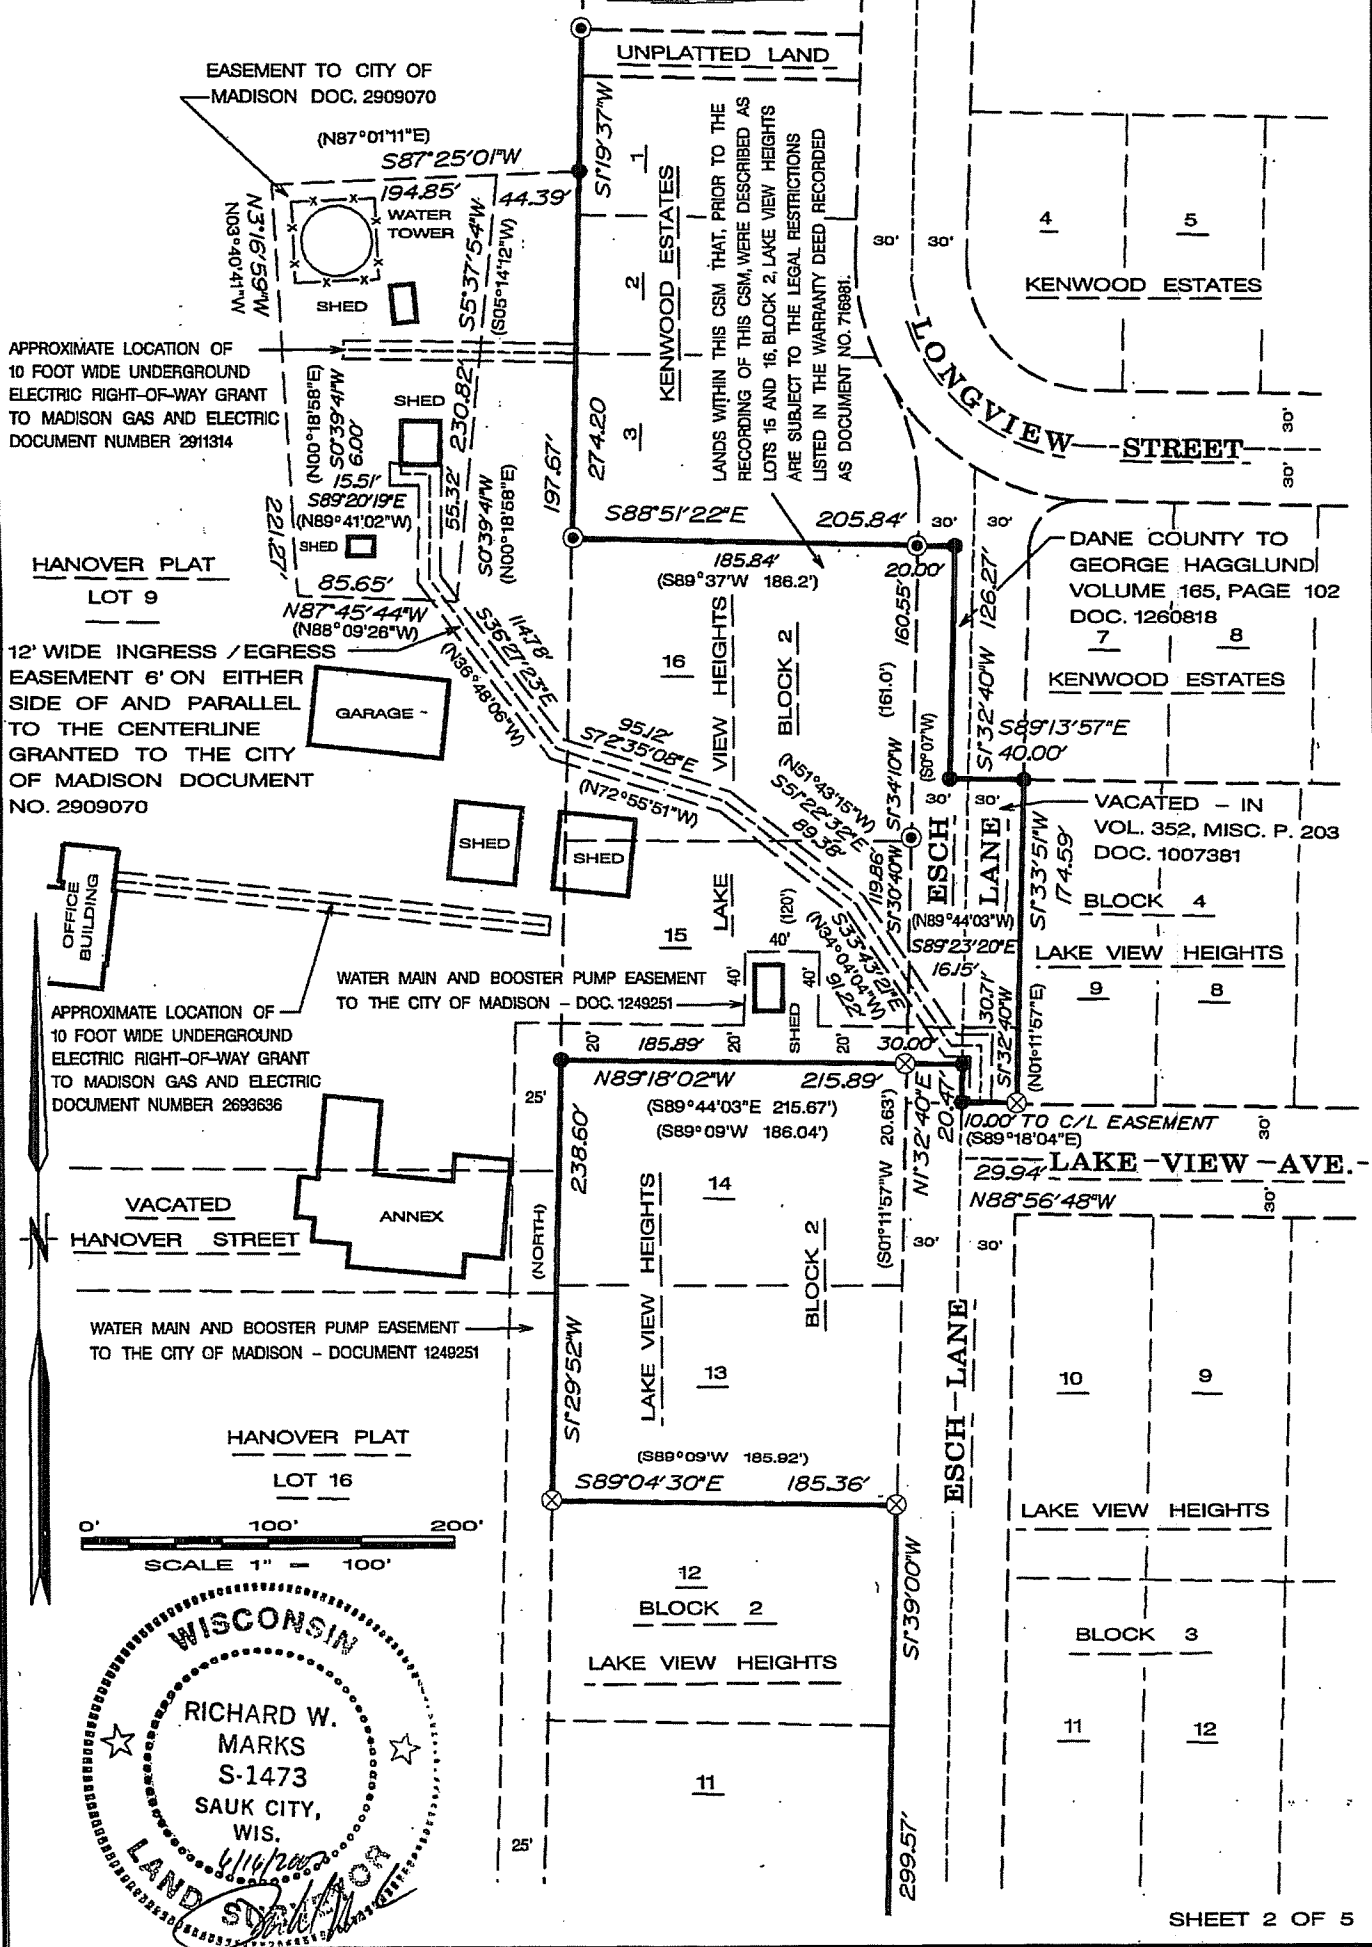 UNPLATTED LAND
EASEMENT TO CITY OF
MADISON DOC. 2909070
(N87°01'11"E)
S87°25'01"W
194.85'
44.39'
WATER
TOWER
SHED
N3°16'59"W
N03°40'41"W
S5°37'54"W
(S05°14'12"W)
230.82'
S1°19'37"W
1
2
3
KENWOOD ESTATES
LANDS WITHIN THIS CSM THAT, PRIOR TO THE
RECORDING OF THIS CSM, WERE DESCRIBED AS
LOTS 15 AND 16, BLOCK 2, LAKE VIEW HEIGHTS
ARE SUBJECT TO THE LEGAL RESTRICTIONS
LISTED IN THE WARRANTY DEED RECORDED
AS DOCUMENT NO. 716981.
30'
30'
4
5
KENWOOD ESTATES
LONGVIEW STREET
30'
30'
APPROXIMATE LOCATION OF
10 FOOT WIDE UNDERGROUND
ELECTRIC RIGHT-OF-WAY GRANT
TO MADISON GAS AND ELECTRIC
DOCUMENT NUMBER 2911314
(N00°18'58"E)
S0°39'41"W
6.00'
SHED
15.51'
S89°20'19"E
(N89°41'02"W)
55.32'
S0°39'41"W
(N00°18'58"E)
221.27'
SHED
85.65'
N87°45'44"W
(N88°09'26"W)
197.67'
274.20
S88°51'22"E
205.84'
30'
30'
185.84'
(S89°37'W 186.2')
20.00'
HANOVER PLAT
LOT 9
DANE COUNTY TO
GEORGE HAGGLUND
VOLUME 165, PAGE 102
DOC. 1260818
7
8
KENWOOD ESTATES
12' WIDE INGRESS / EGRESS
EASEMENT 6' ON EITHER
SIDE OF AND PARALLEL
TO THE CENTERLINE
GRANTED TO THE CITY
OF MADISON DOCUMENT
NO. 2909070
GARAGE
114.78'
S36°27'23"E
(N36°48'06"W)
95.12'
S72°35'08"E
(N72°55'51"W)
16
VIEW HEIGHTS
BLOCK 2
160.55'
(161.0')
S1°34'10"W
(S0°07'W)
126.27'
S1°32'40"W
S89°13'57"E
40.00'
30'
30'
(N51°43'15"W)
S51°22'32"E
89.38'
VACATED - IN
VOL. 352, MISC. P. 203
DOC. 1007381
ESCH LANE
S1°33'51"W
174.59'
BLOCK 4
LAKE VIEW HEIGHTS
9
8
SHED
SHED
OFFICE
BUILDING
LAKE
15
(120')
119.86'
S1°30'40"W
(N89°44'03"W)
S89°23'20"E
16.15'
S33°43'21"E
(N34°04'04"W)
91.22'
30.71'
S1°32'40"W
(N01°11'57"E)
WATER MAIN AND BOOSTER PUMP EASEMENT
TO THE CITY OF MADISON - DOC. 1249251
40'
40'
40'
SHED
20'
20'
20'
APPROXIMATE LOCATION OF
10 FOOT WIDE UNDERGROUND
ELECTRIC RIGHT-OF-WAY GRANT
TO MADISON GAS AND ELECTRIC
DOCUMENT NUMBER 2693636
185.89'
30.00'
N89°18'02"W
215.89'
(S89°44'03"E 215.67')
(S89°09'W 186.04')
25'
N1°32'40"E
20.47'
(S01°11'57"W 20.63')
10.00' TO C/L EASEMENT
(S89°18'04"E)
30'
29.94'
LAKE-VIEW-AVE.
N88°56'48"W
30'
VACATED
HANOVER STREET
ANNEX
N
(NORTH)
238.60'
S1°29'52"W
14
LAKE VIEW HEIGHTS
BLOCK 2
13
30'
30'
ESCH-LANE
WATER MAIN AND BOOSTER PUMP EASEMENT
TO THE CITY OF MADISON - DOCUMENT 1249251
10
9
HANOVER PLAT
LOT 16
(S89°09'W 185.92')
S89°04'30"E
185.36'
0' 100' 200'
SCALE 1" = 100'
LAKE VIEW HEIGHTS
12
BLOCK 2
LAKE VIEW HEIGHTS
S1°39'00"W
BLOCK 3
11
12
11
25'
299.57'
WISCONSIN
RICHARD W.
MARKS
S-1473
SAUK CITY,
WIS.
LAND SURVEYOR
SHEET 2 OF 5